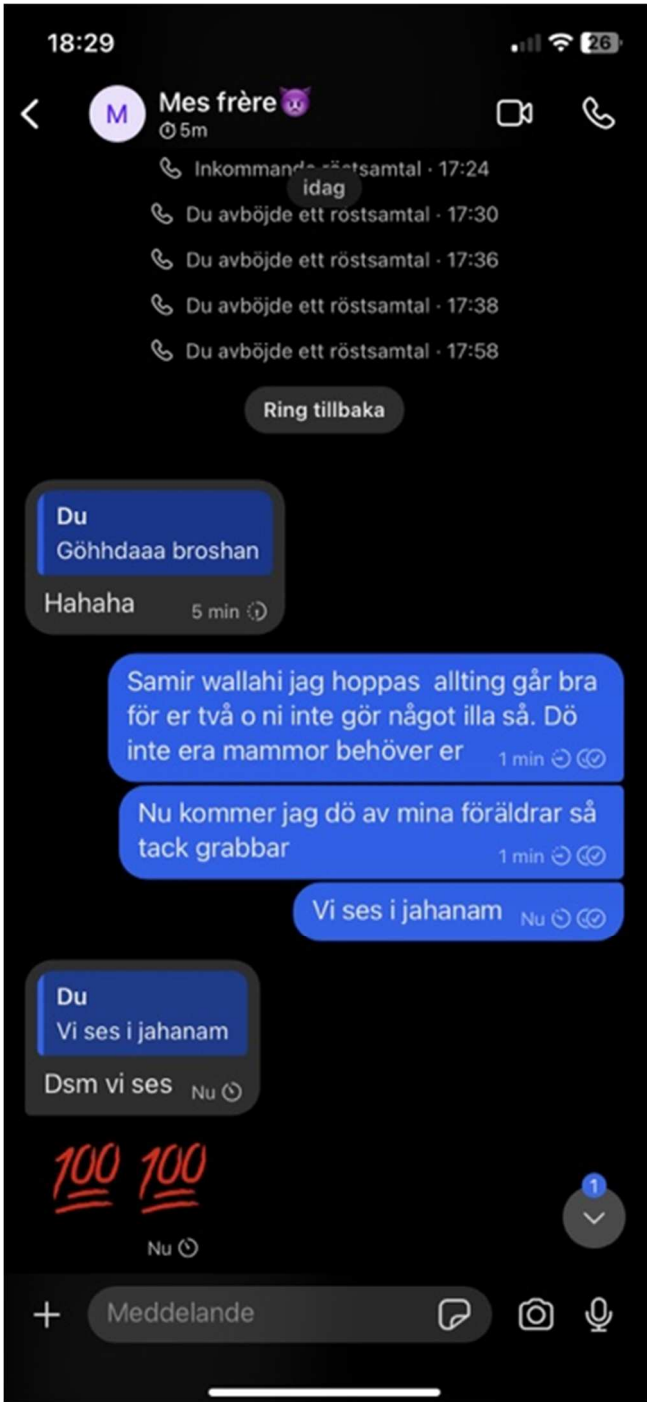 18:29
26
M
Mes frère😈
5m
Inkommande röstsamtal · 17:24
idag
Du avböjde ett röstsamtal · 17:30
Du avböjde ett röstsamtal · 17:36
Du avböjde ett röstsamtal · 17:38
Du avböjde ett röstsamtal · 17:58
Ring tillbaka
Du
Göhhdaaa broshan
Hahaha 5 min
Samir wallahi jag hoppas allting går bra
för er två o ni inte gör något illa så. Dö
inte era mammor behöver er 1 min
Nu kommer jag dö av mina föräldrar så
tack grabbar 1 min
Vi ses i jahanam Nu
Du
Vi ses i jahanam
Dsm vi ses Nu
💯 💯
1
Nu
Meddelande